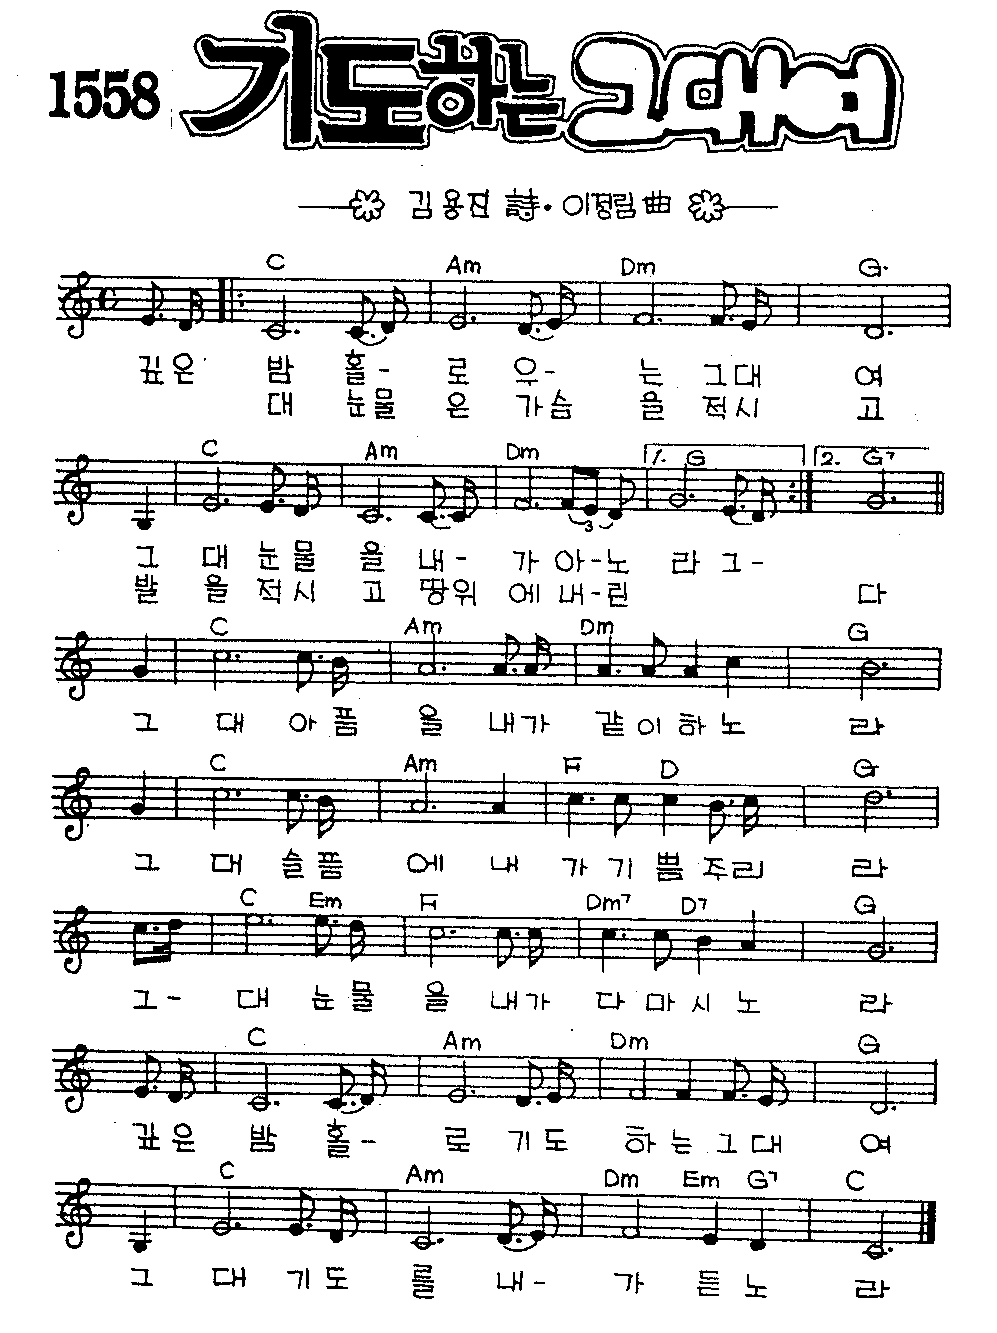 1558 기도하는 그대여
김용진 詩·이정림 曲
C Am Dm G
깊은 밤 홀- 로 우- 는 그대 여
대 눈물 은 가슴 을 적시 고
C Am Dm 1. G 2. G7
그 대 눈물 을 내- 가 아-노 라 그-
발 을 적시 고 땅위 에 내-린 다
3
C Am Dm G
그 대 아픔 을 내가 같이하노 라
C Am F D G
그 대 슬픔 에 내 가 기쁨주리 라
C Em F Dm7 D7 G
그- 대 눈물 을 내가 다 마시 노 라
C Am Dm G
깊은 밤 홀- 로 기도 하는그대 여
C Am Dm Em G7 C
그 대 기도 를 내- 가 듣노 라